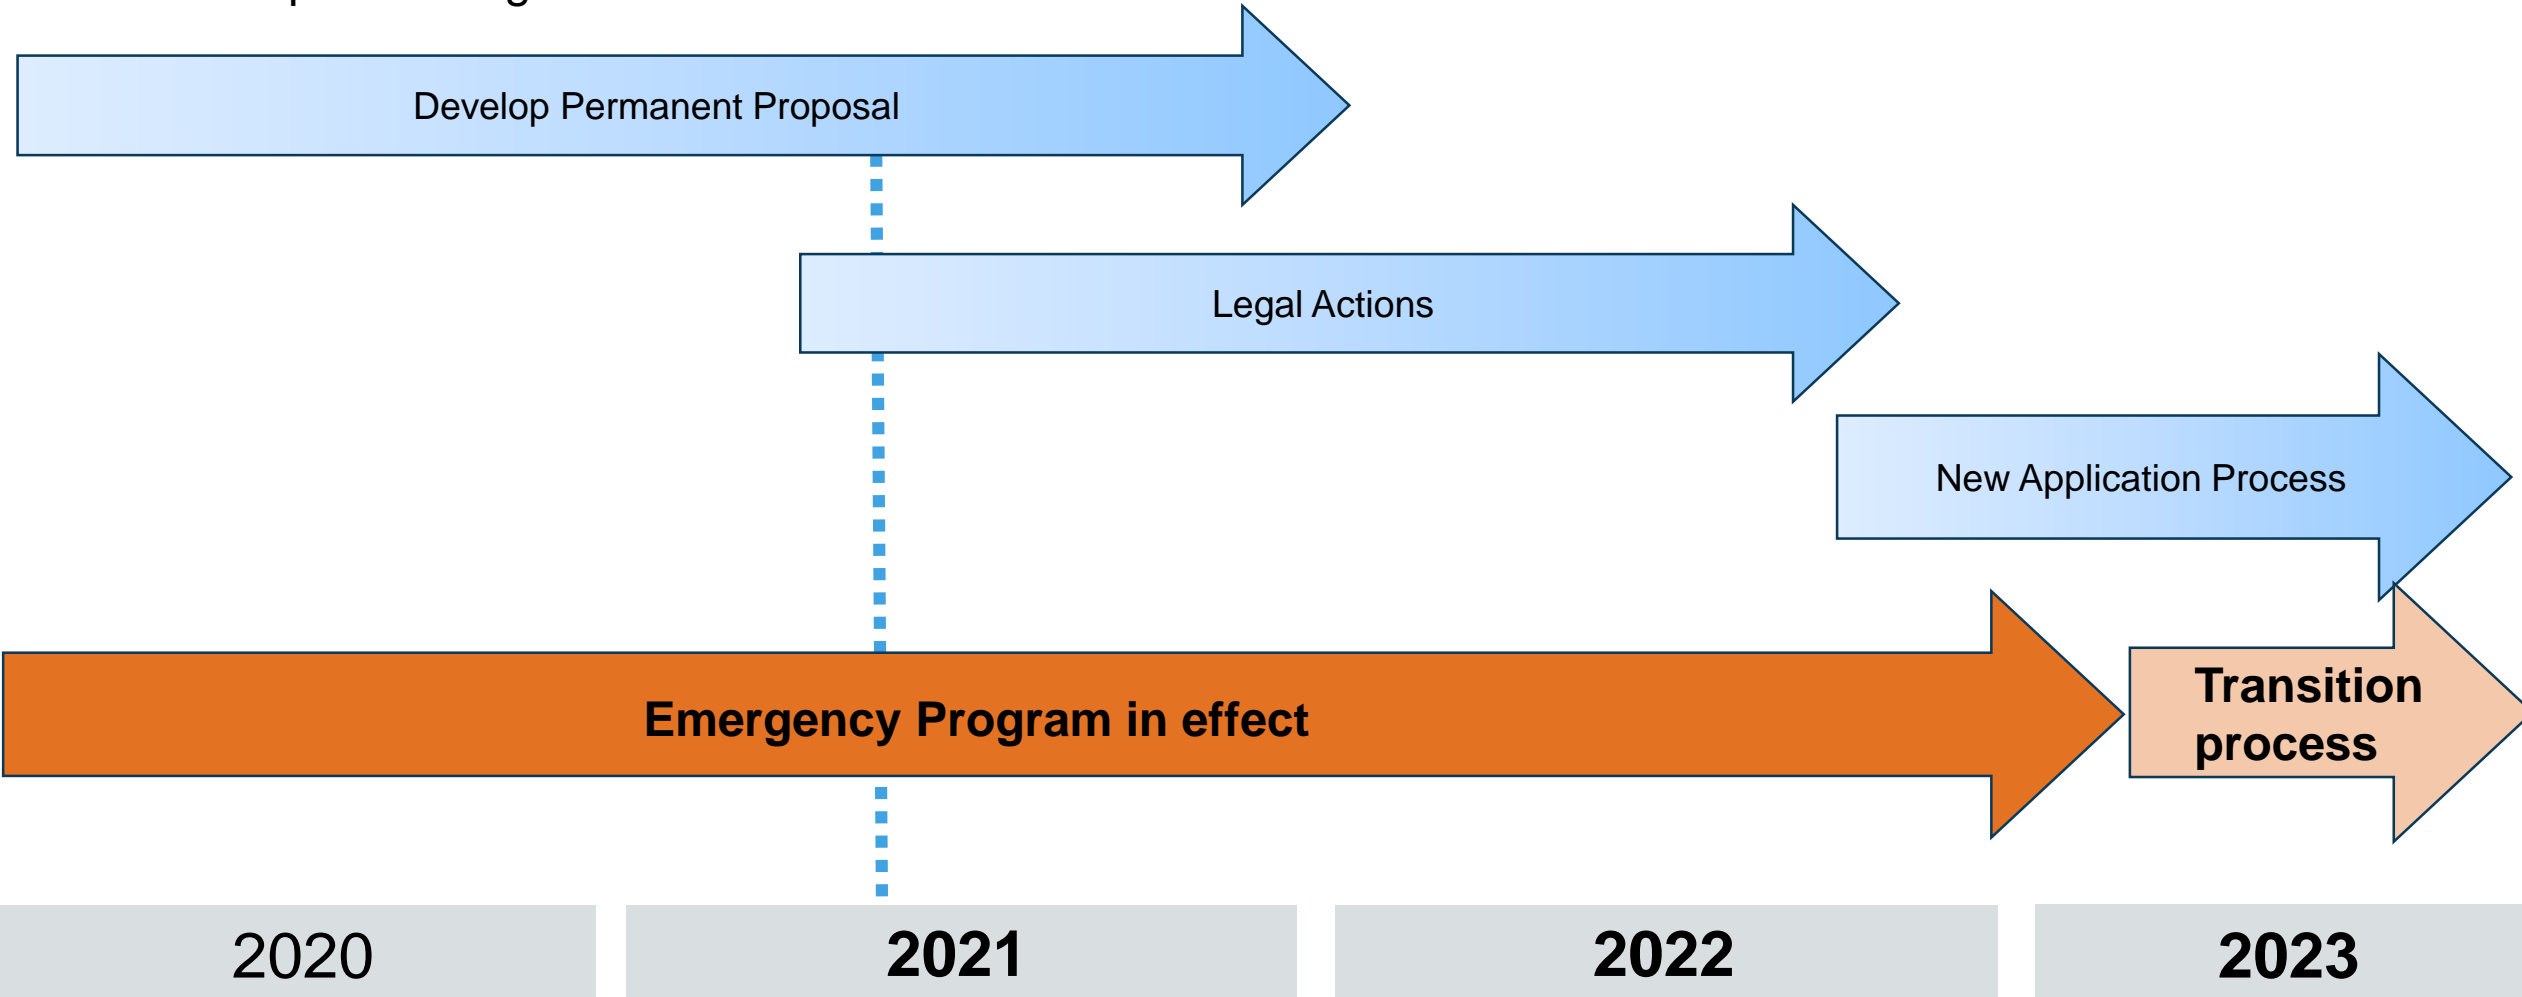 Develop Permanent Proposal
Legal Actions
New Application Process
Transition
process
Emergency Program in effect
2020
2021
2022
2023